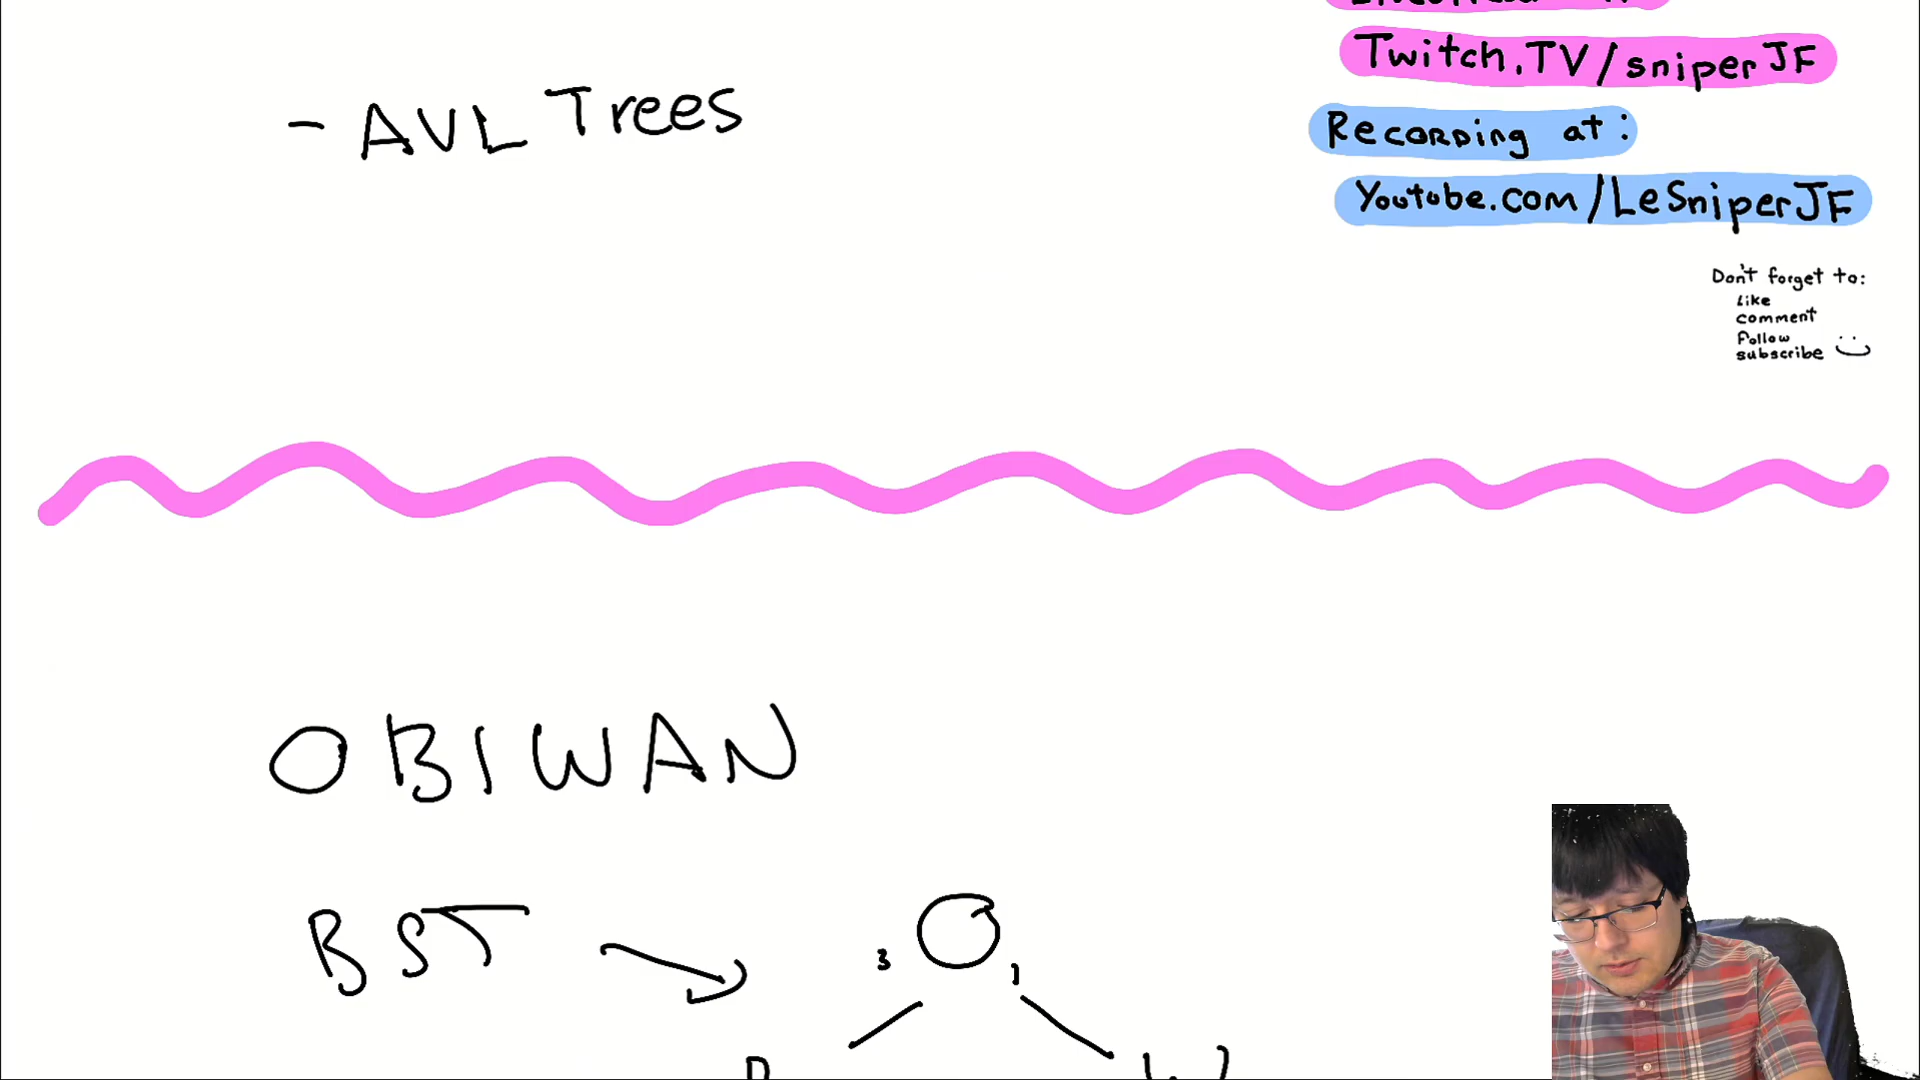 - AVL Trees
Twitch.TV/sniperJF
Recording at:
Youtube.com/LeSniperJF
Don't forget to:
Like
comment
follow
subscribe
OBIWAN
BST
O
3 1
W